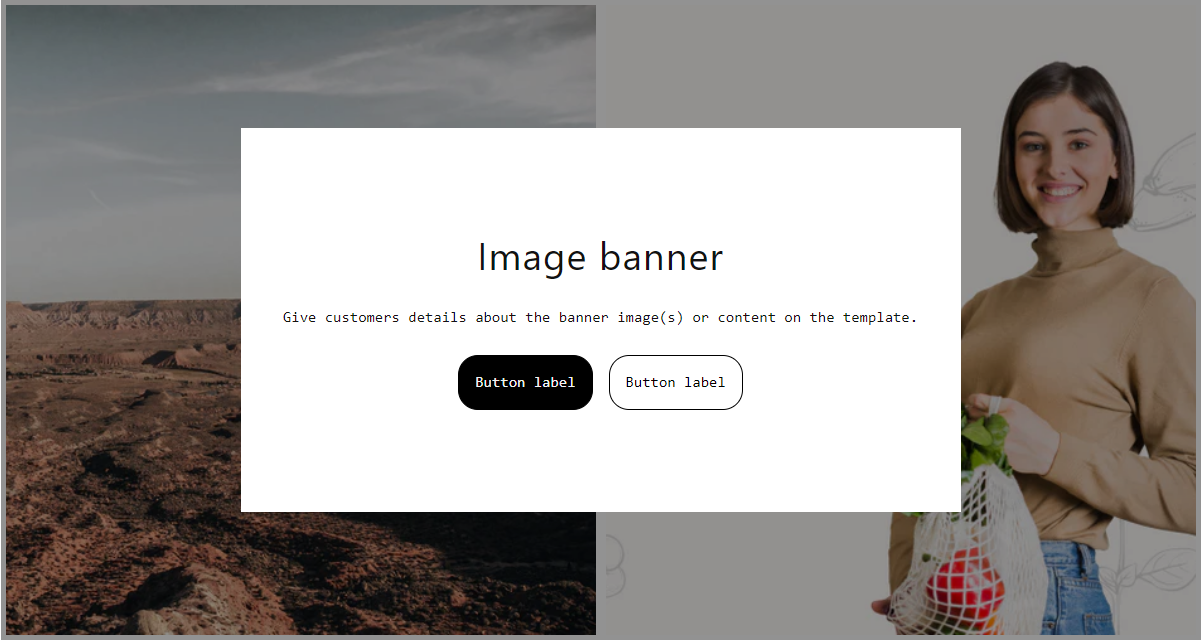 Image banner
Give customers details about the banner image(s) or content on the template.
Button label
Button label